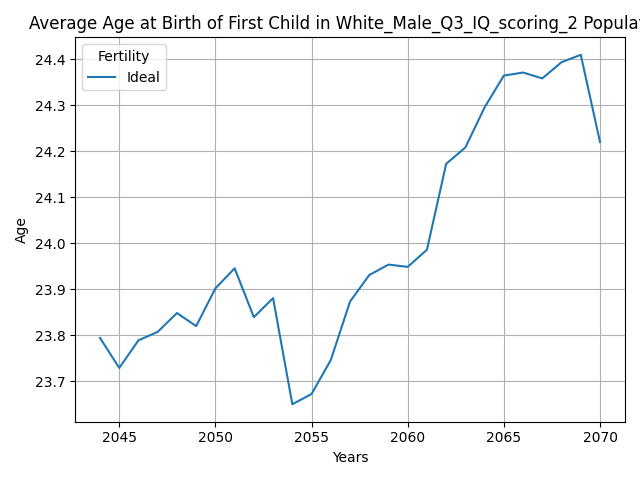 Average Age at Birth of First Child in White_Male_Q3_IQ_scoring_2
Fertility
Ideal
Age
24.4
24.3
24.2
24.1
24.0
23.9
23.8
23.7
2045 2050 2055 2060 2065 2070
Years